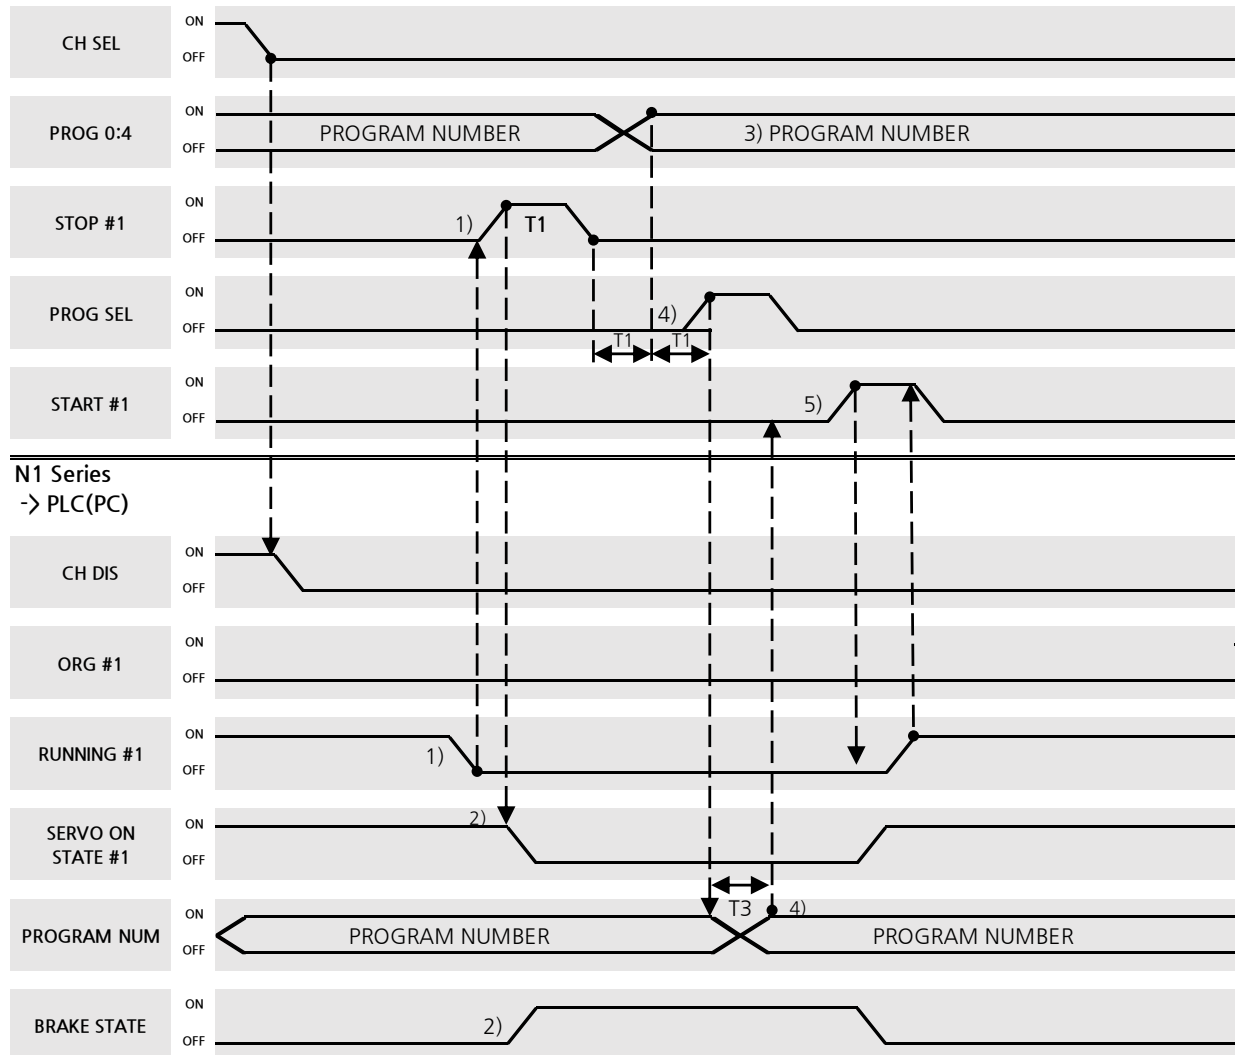 CH SEL
ON
OFF
PROG 0:4
ON
OFF
PROGRAM NUMBER
3) PROGRAM NUMBER
STOP #1
ON
OFF
1)
T1
PROG SEL
ON
OFF
4)
T1
T1
START #1
ON
OFF
5)
N1 Series
-> PLC(PC)
CH DIS
ON
OFF
ORG #1
ON
OFF
RUNNING #1
ON
OFF
1)
SERVO ON
STATE #1
ON
OFF
2)
PROGRAM NUM
ON
OFF
PROGRAM NUMBER
T3
4)
PROGRAM NUMBER
BRAKE STATE
ON
OFF
2)